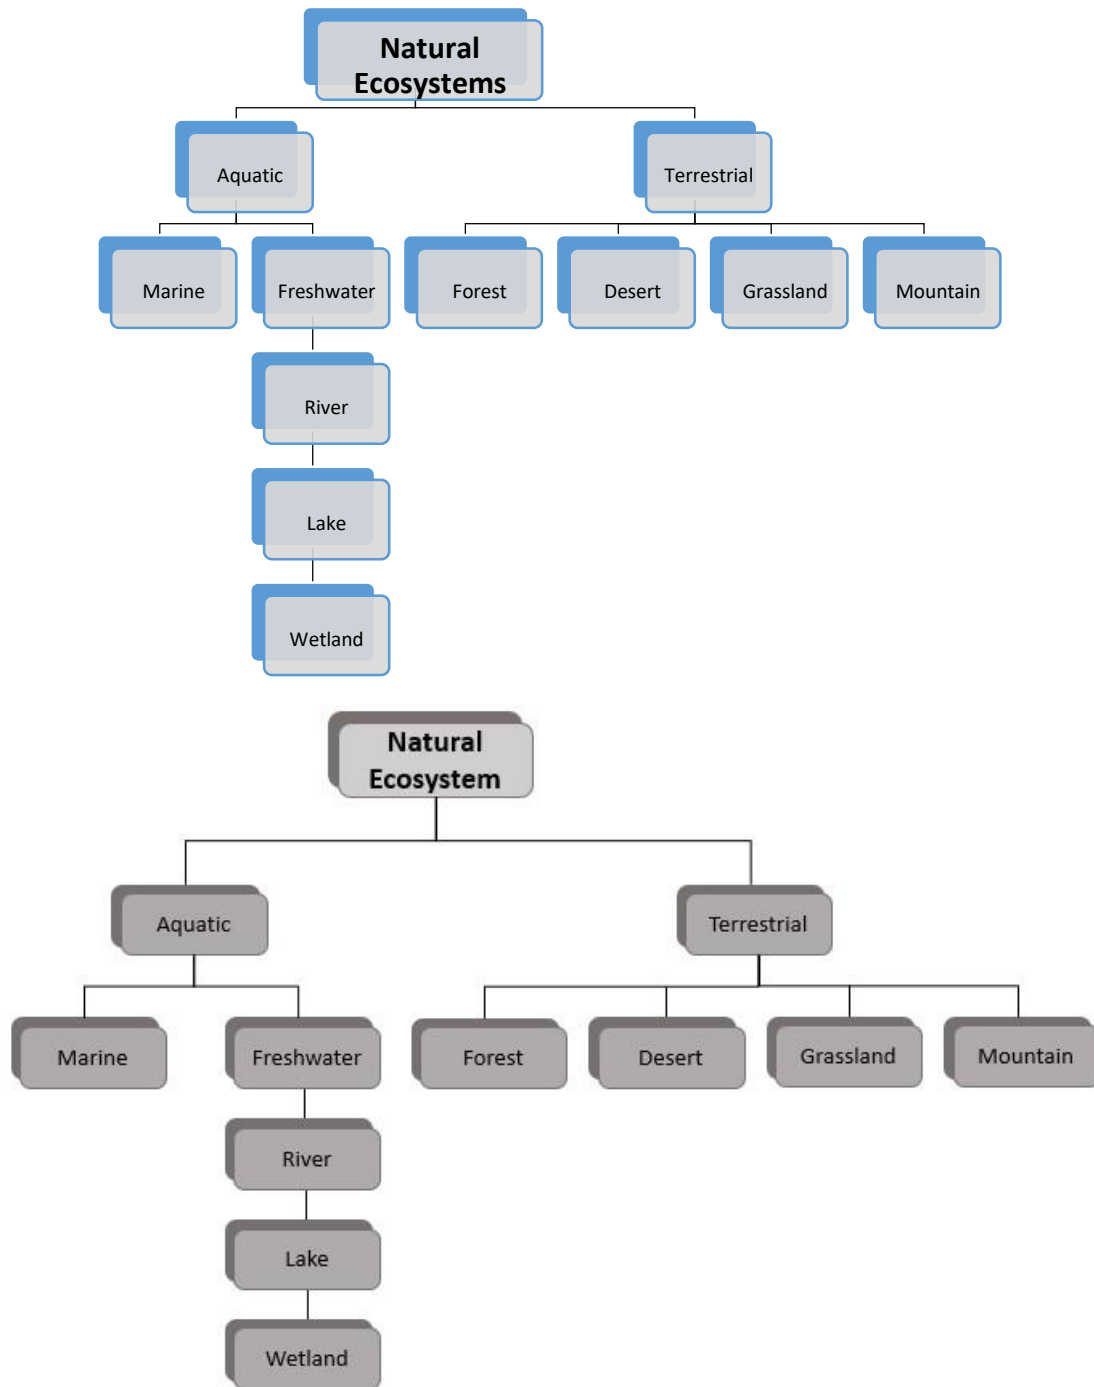 Natural
Ecosystems
Aquatic
Terrestrial
Marine
Freshwater
Forest
Desert
Grassland
Mountain
River
Lake
Wetland
Natural
Ecosystem
Aquatic
Terrestrial
Marine
Freshwater
Forest
Desert
Grassland
Mountain
River
Lake
Wetland